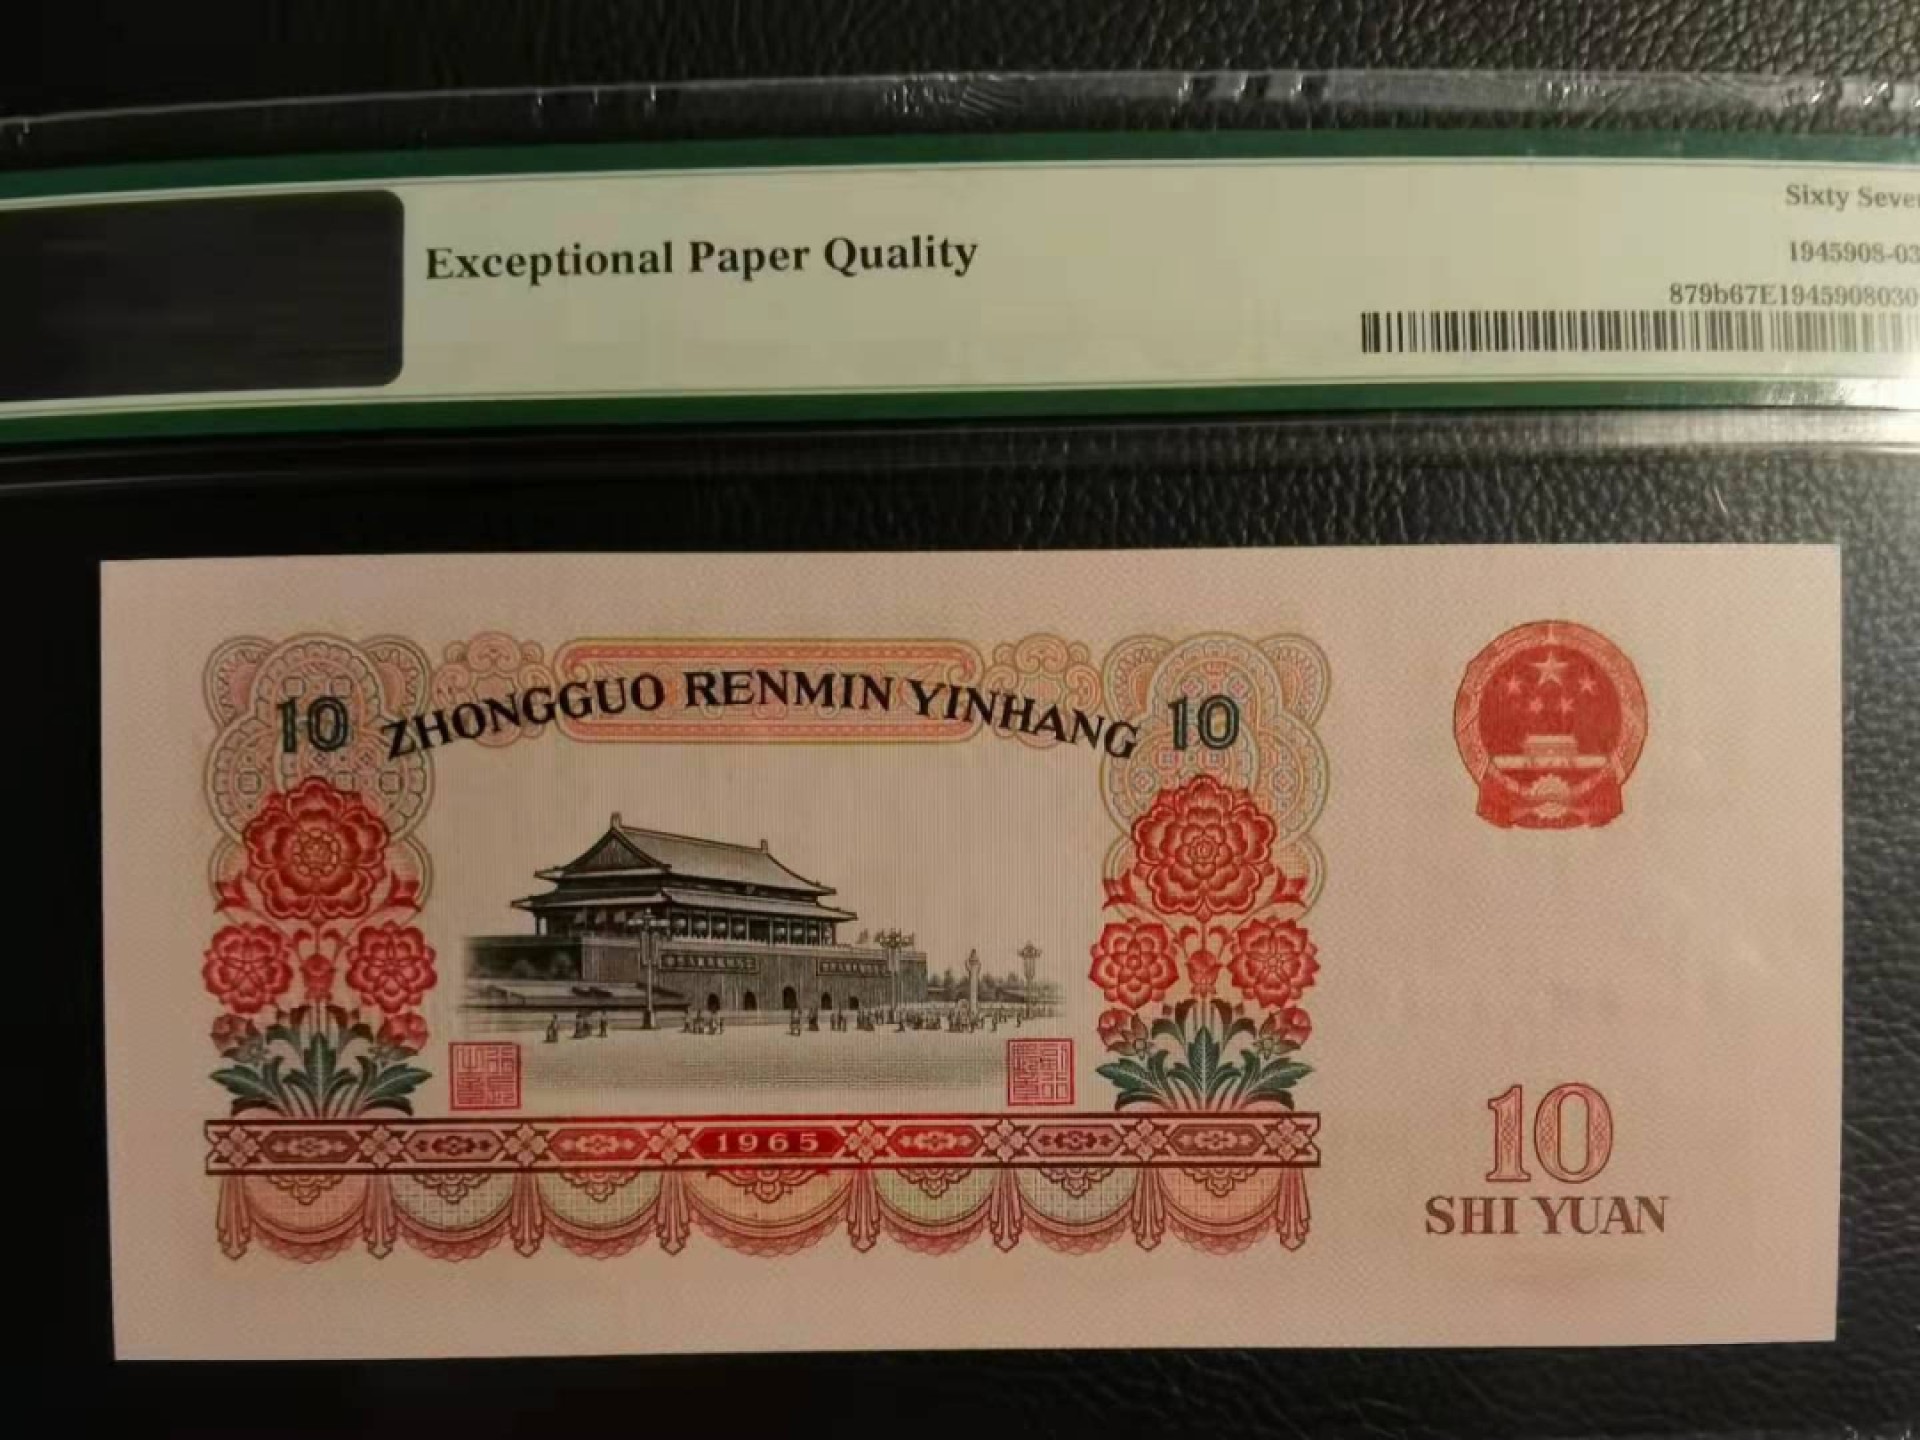 Sixty Seve
Exceptional Paper Quality
1945908-03
879b67E1945908030
10 ZHONGGUO RENMIN YINHANG 10
1965
10
SHI YUAN